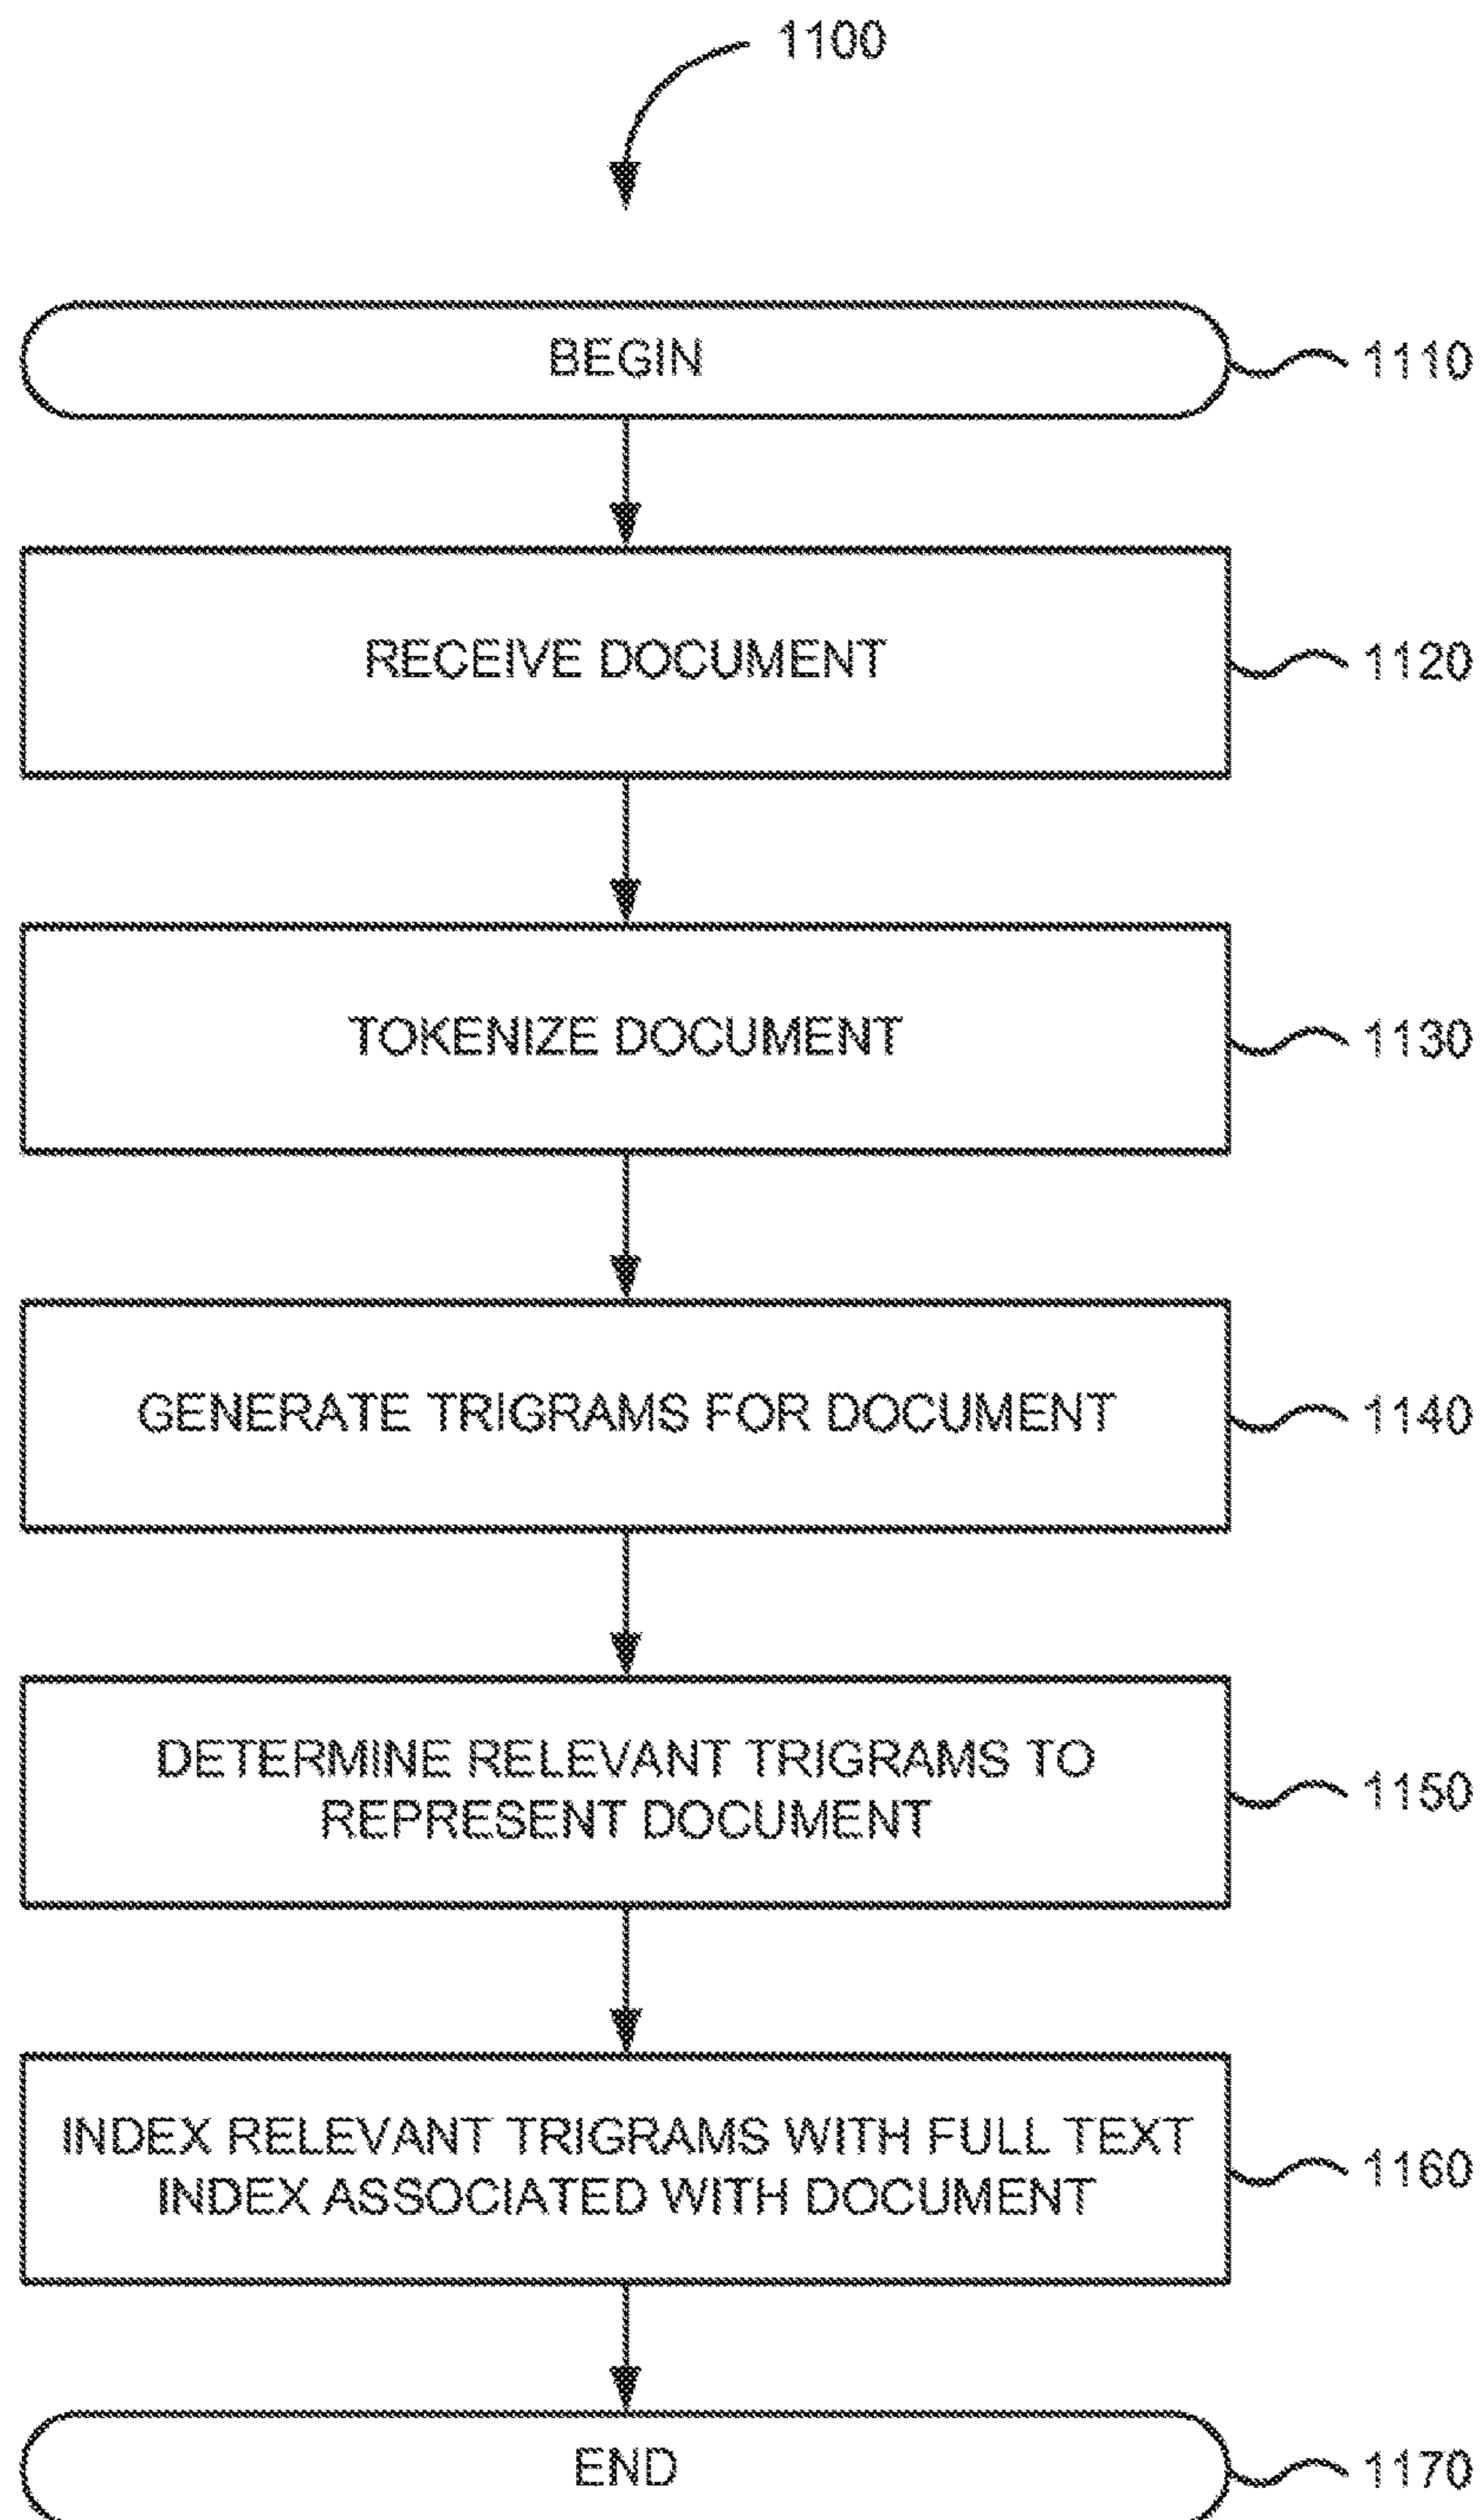 1100
BEGIN
1110
RECEIVE DOCUMENT
1120
TOKENIZE DOCUMENT
1130
GENERATE TRIGRAMS FOR DOCUMENT
1140
DETERMINE RELEVANT TRIGRAMS TO
REPRESENT DOCUMENT
1150
INDEX RELEVANT TRIGRAMS WITH FULL TEXT
INDEX ASSOCIATED WITH DOCUMENT
1160
END
1170